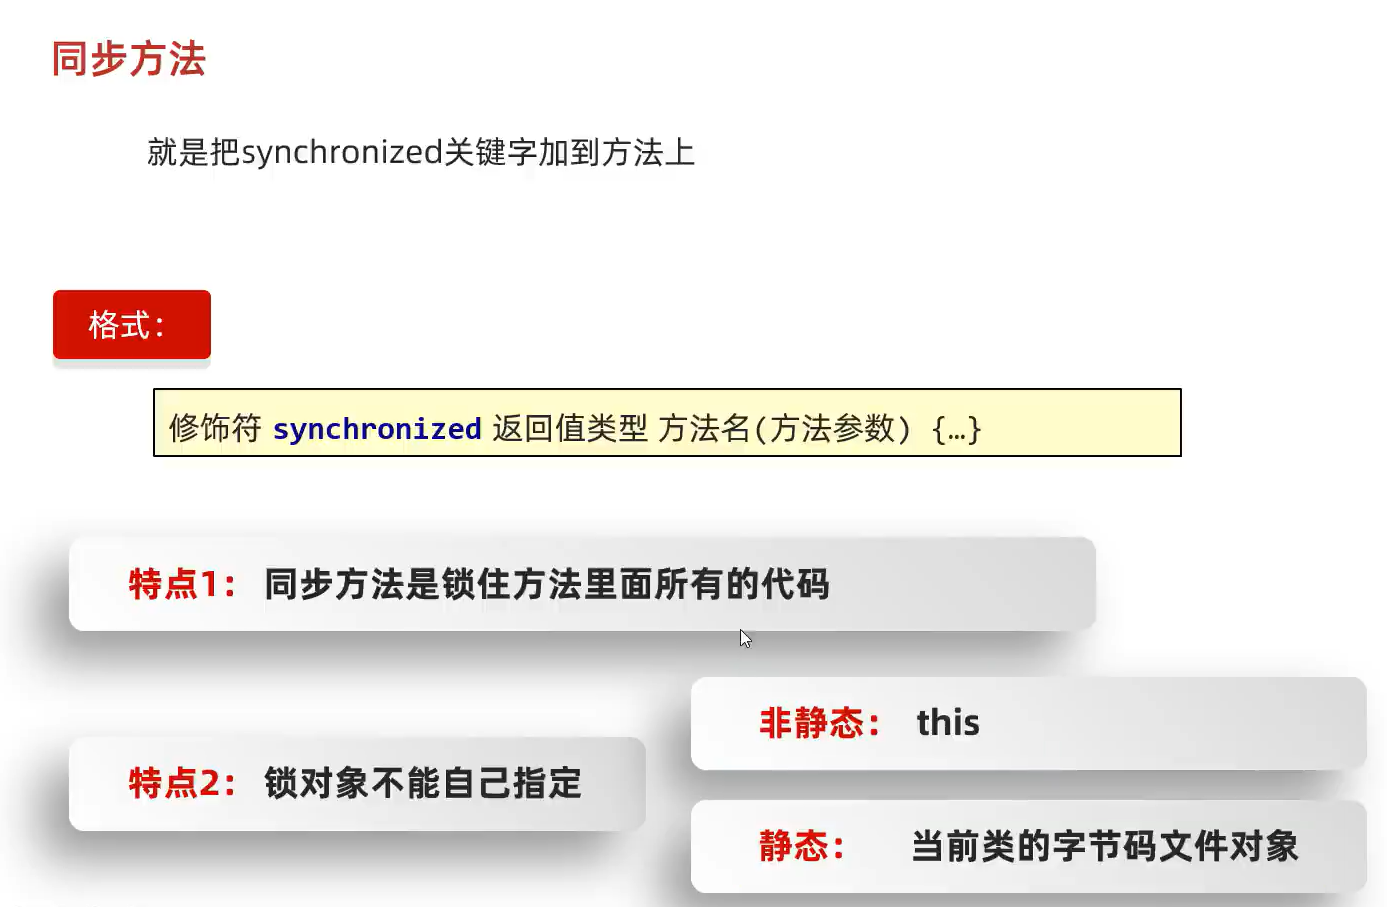 同步方法
就是把synchronized关键字加到方法上
格式：
修饰符 synchronized 返回值类型 方法名(方法参数) {…}
特点1： 同步方法是锁住方法里面所有的代码
特点2： 锁对象不能自己指定
非静态： this
静态： 当前类的字节码文件对象